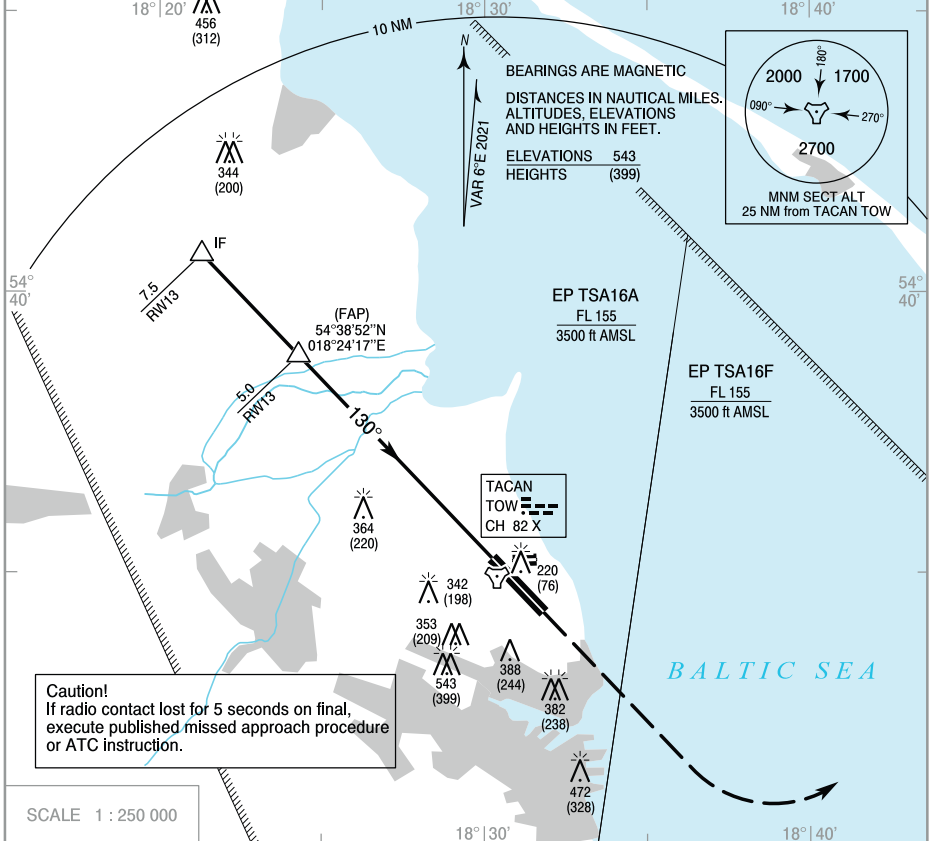 18°20'
18°30'
18°40'
456
(312)
10 NM
N
VAR 6°E 2021
BEARINGS ARE MAGNETIC
DISTANCES IN NAUTICAL MILES.
ALTITUDES, ELEVATIONS
AND HEIGHTS IN FEET.
ELEVATIONS 543
HEIGHTS (399)
180°
2000 1700
090°
270°
2700
MNM SECT ALT
25 NM from TACAN TOW
344
(200)
IF
7.5
RW13
54°
40'
54°
40'
(FAP)
54°38'52"N
018°24'17"E
5.0
RW13
130°
EP TSA16A
FL 155
3500 ft AMSL
EP TSA16F
FL 155
3500 ft AMSL
TACAN
TOW
CH 82 X
364
(220)
220
(76)
342
(198)
353
(209)
543
(399)
388
(244)
382
(238)
472
(328)
BALTIC SEA
Caution!
If radio contact lost for 5 seconds on final,
execute published missed approach procedure
or ATC instruction.
SCALE 1 : 250 000
18°30'
18°40'